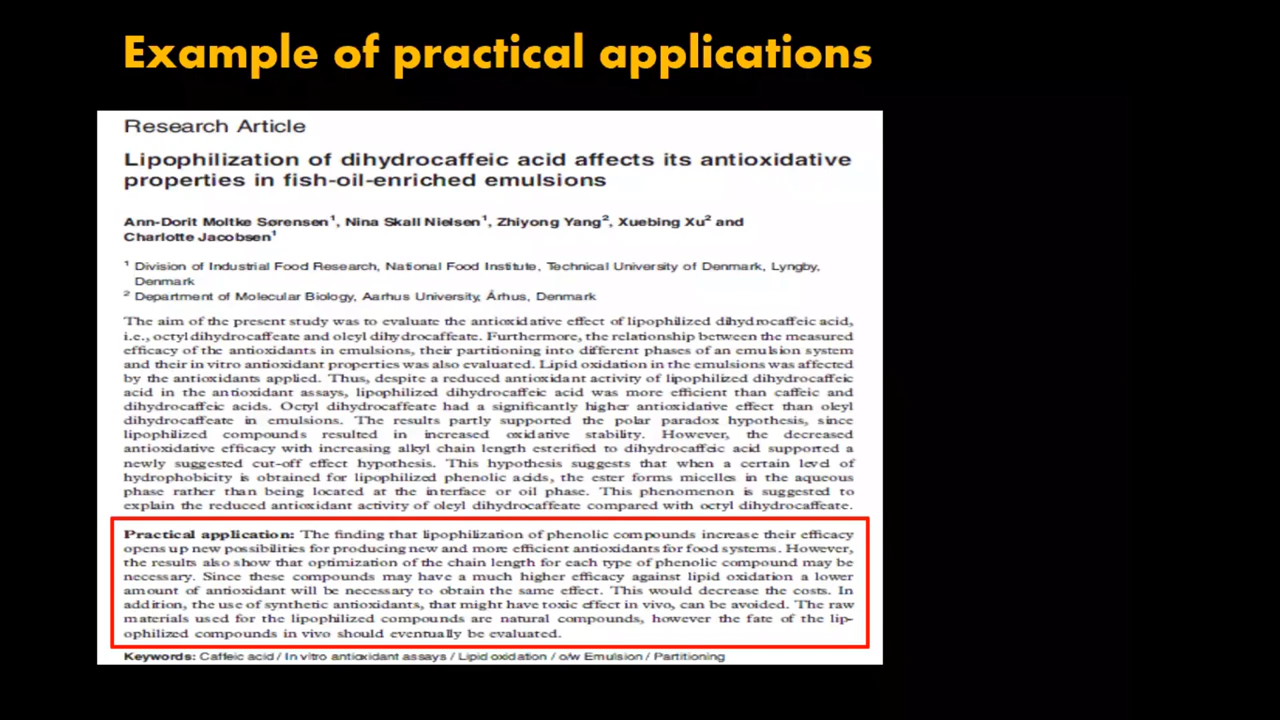 Example of practical applications
Research Article
Lipophilization of dihydrocaffeic acid affects its antioxidative
properties in fish-oil-enriched emulsions
Ann-Dorit Moltke Sørensen1, Nina Skall Nielsen1, Zhiyong Yang2, Xuebing Xu2 and
Charlotte Jacobsen1
1 Division of Industrial Food Research, National Food Institute, Technical University of Denmark, Lyngby,
Denmark
2 Department of Molecular Biology, Aarhus University, Århus, Denmark
The aim of the present study was to evaluate the antioxidative effect of lipophilized dihydrocaffeic acid,
i.e., octyl dihydrocaffeate and oleyl dihydrocaffeate. Furthermore, the relationship between the measured
efficacy of the antioxidants in emulsions, their partitioning into different phases of an emulsion system
and their in vitro antioxidant properties was also evaluated. Lipid oxidation in the emulsions was affected
by the antioxidants applied. Thus, despite a reduced antioxidant activity of lipophilized dihydrocaffeic
acid in the antioxidant assays, lipophilized dihydrocaffeic acid was more efficient than caffeic and
dihydrocaffeic acids. Octyl dihydrocaffeate had a significantly higher antioxidative effect than oleyl
dihydrocaffeate in emulsions. The results partly supported the polar paradox hypothesis, since
lipophilized compounds resulted in increased oxidative stability. However, the decreased
antioxidative efficacy with increasing alkyl chain length esterified to dihydrocaffeic acid supported a
newly suggested cut-off effect hypothesis. This hypothesis suggests that when a certain level of
hydrophobicity is obtained for lipophilized phenolic acids, the ester forms micelles in the aqueous
phase rather than being located at the interface or oil phase. This phenomenon is suggested to
explain the reduced antioxidant activity of oleyl dihydrocaffeate compared with octyl dihydrocaffeate.
Practical application: The finding that lipophilization of phenolic compounds increase their efficacy
opens up new possibilities for producing new and more efficient antioxidants for food systems. However,
the results also show that optimization of the chain length for each type of phenolic compound may be
necessary. Since these compounds may have a much higher efficacy against lipid oxidation a lower
amount of antioxidant will be necessary to obtain the same effect. This would decrease the costs. In
addition, the use of synthetic antioxidants, that might have toxic effect in vivo, can be avoided. The raw
materials used for the lipophilized compounds are natural compounds, however the fate of the lip-
ophilized compounds in vivo should eventually be evaluated.
Keywords: Caffeic acid / In vitro antioxidant assays / Lipid oxidation / o/w Emulsion / Partitioning